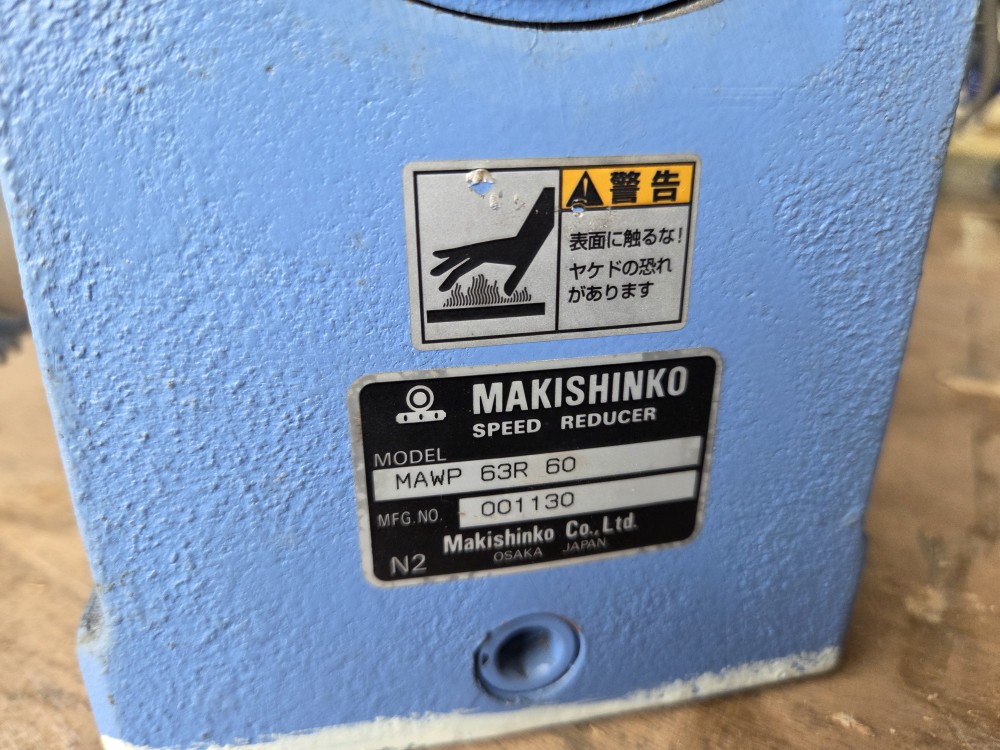 警告
表面に触るな!
ヤケドの恐れ
があります
MAKISHINKO
SPEED REDUCER
MODEL
MAWP 63R 60
MFG.NO. 001130
Makishinko Co.,Ltd.
N2 OSAKA JAPAN